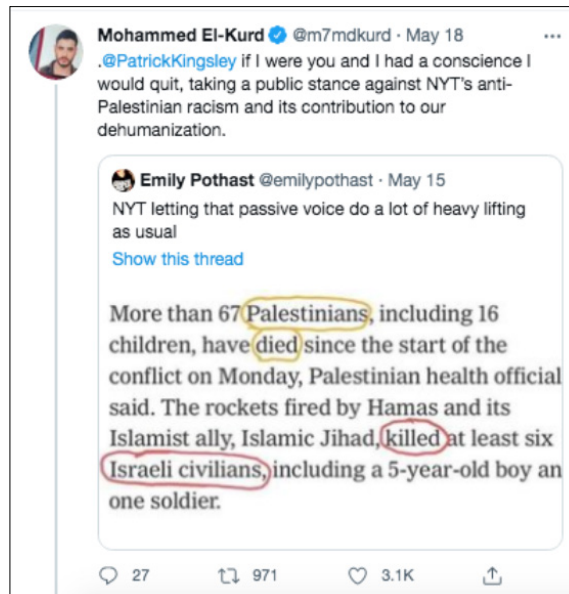 Mohammed El-Kurd @m7mdkurd · May 18
.@PatrickKingsley if I were you and I had a conscience I
would quit, taking a public stance against NYT's anti-
Palestinian racism and its contribution to our
dehumanization.
Emily Pothast @emilypothast · May 15
NYT letting that passive voice do a lot of heavy lifting
as usual
Show this thread
More than 67 Palestinians, including 16
children, have died since the start of the
conflict on Monday, Palestinian health official
said. The rockets fired by Hamas and its
Islamist ally, Islamic Jihad, killed at least six
Israeli civilians, including a 5-year-old boy an
one soldier.
27 971 3.1K